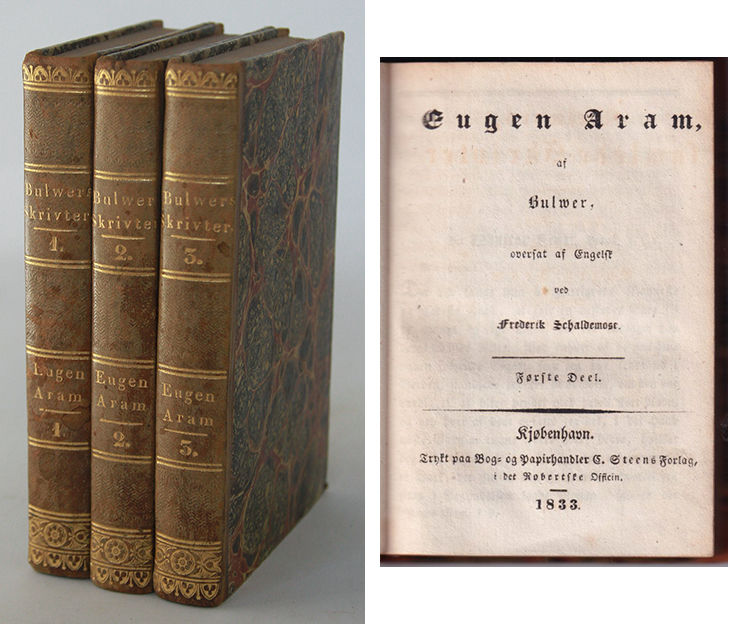 Bulwers
Skrivter
1.
Eugen
Aram
1.
Bulwers
Skrivter
2.
Eugen
Aram
2.
Bulwers
Skrivter
3.
Eugen
Aram
3.
Eugen Aram,
af
Bulwer,
oversat af Engelsk
ved
Frederik Schaldemose.
Første Deel.
Kjøbenhavn.
Trykt paa Bog- og Papirhandler C. Steens Forlag,
i det Robertske Officin.
1833.